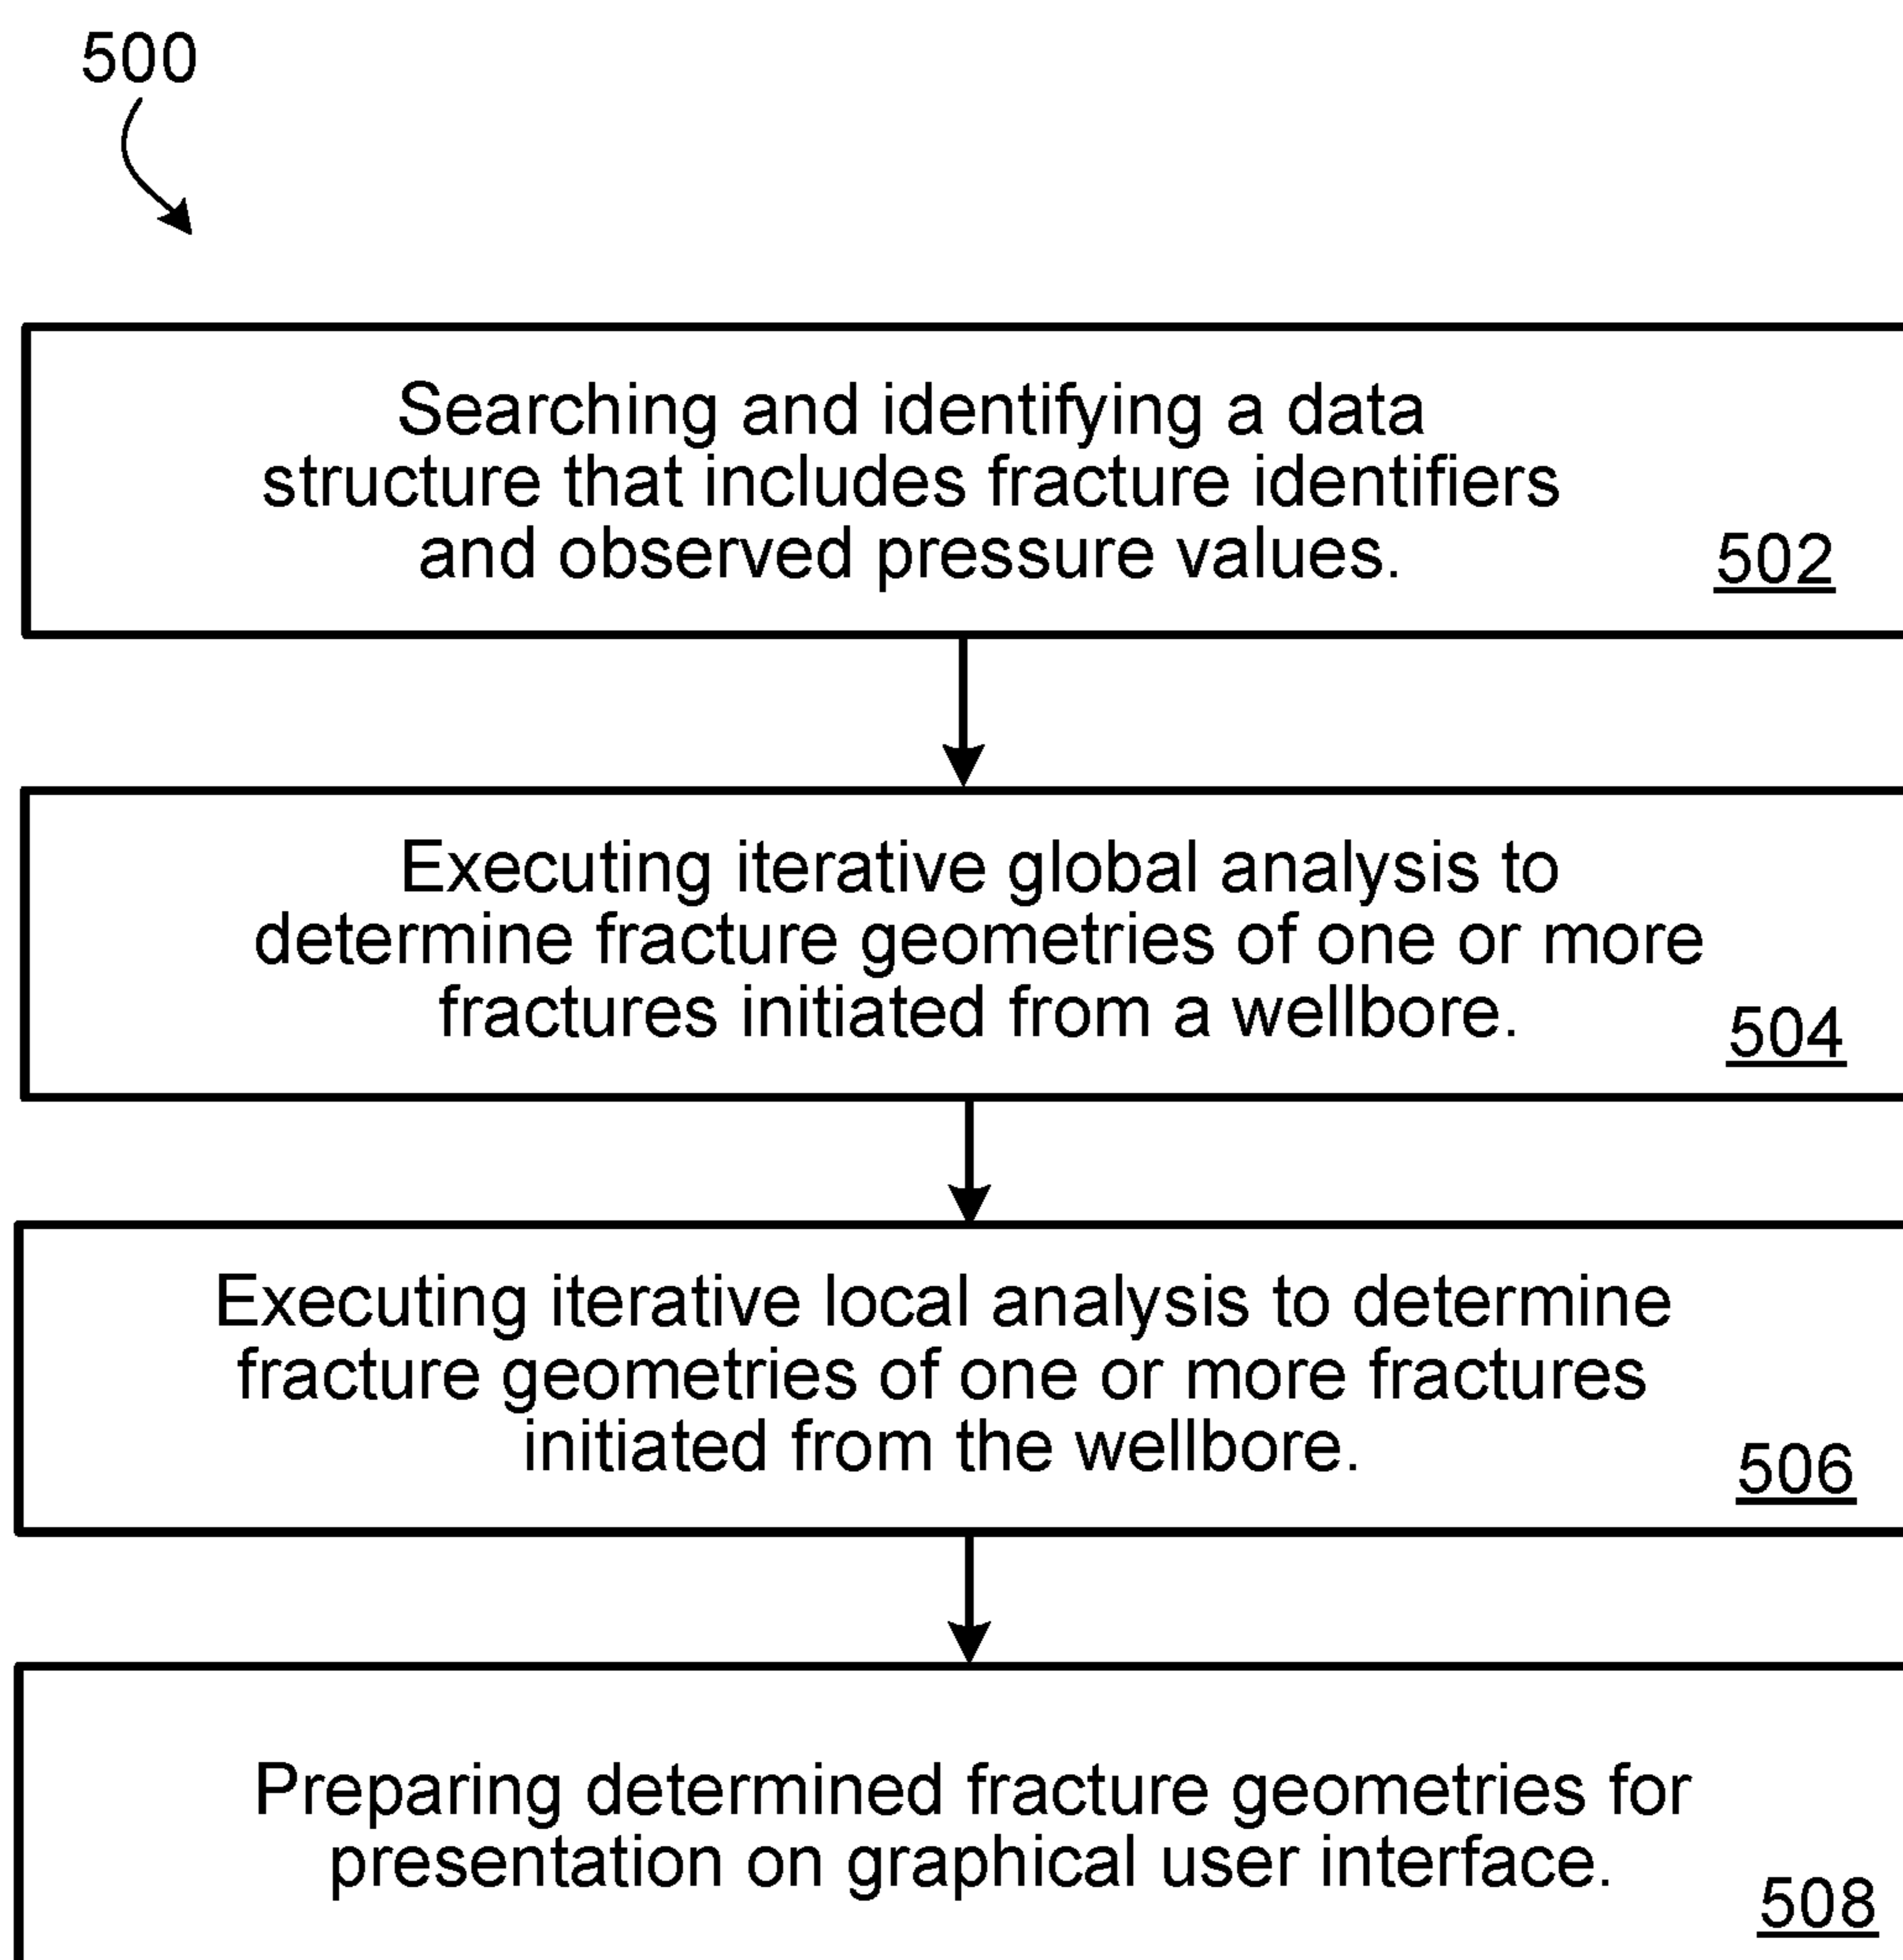 500
Searching and identifying a data
structure that includes fracture identifiers
and observed pressure values.
502
Executing iterative global analysis to
determine fracture geometries of one or more
fractures initiated from a wellbore.
504
Executing iterative local analysis to determine
fracture geometries of one or more fractures
initiated from the wellbore.
506
Preparing determined fracture geometries for
presentation on graphical user interface.
508